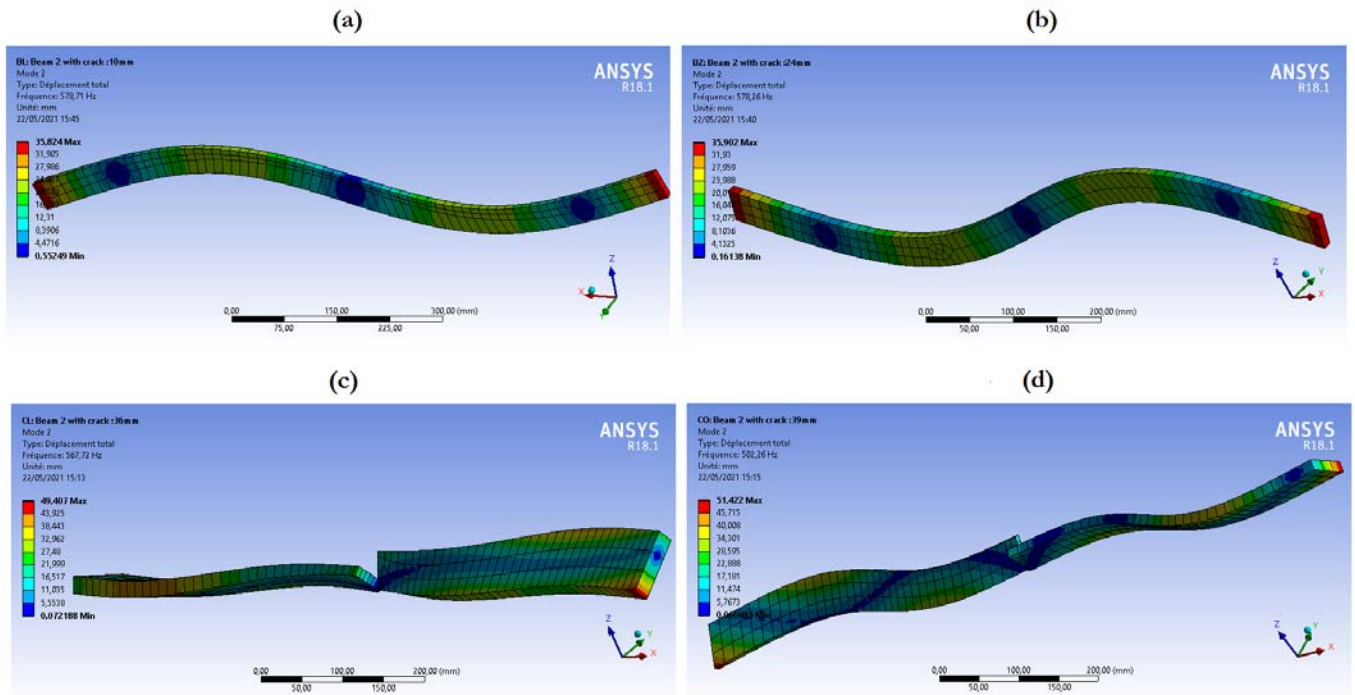 (a)
BL: Beam 2 with crack :10mm
Mode 2
Type: Déplacement total
Fréquence: 578,71 Hz
Unité: mm
22/05/2021 15:45
ANSYS
R18.1
35,824 Max
31,905
27,986
12,31
8,3906
4,4716
0,55249 Min
0,00
150,00
300,00 (mm)
75,00
225,00
X
Z
Y
(b)
BZ: Beam 2 with crack :24mm
Mode 2
Type: Déplacement total
Fréquence: 578,26 Hz
Unité: mm
22/05/2021 15:40
ANSYS
R18.1
35,902 Max
31,93
27,959
23,988
12,075
8,1036
4,1325
0,16138 Min
0,00
100,00
200,00 (mm)
50,00
150,00
Z
Y
X
(c)
CL: Beam 2 with crack :36mm
Mode 2
Type: Déplacement total
Fréquence: 567,72 Hz
Unité: mm
22/05/2021 15:13
ANSYS
R18.1
49,407 Max
43,925
38,443
32,962
27,48
21,999
16,517
11,035
5,5538
0,072188 Min
0,00
100,00
200,00 (mm)
50,00
150,00
Z
Y
X
(d)
CO: Beam 2 with crack :39mm
Mode 2
Type: Déplacement total
Fréquence: 502,26 Hz
Unité: mm
22/05/2021 15:15
ANSYS
R18.1
51,422 Max
45,715
40,008
34,301
28,595
22,888
17,181
11,474
5,7673
0,00
100,00
200,00 (mm)
50,00
150,00
Z
Y
X